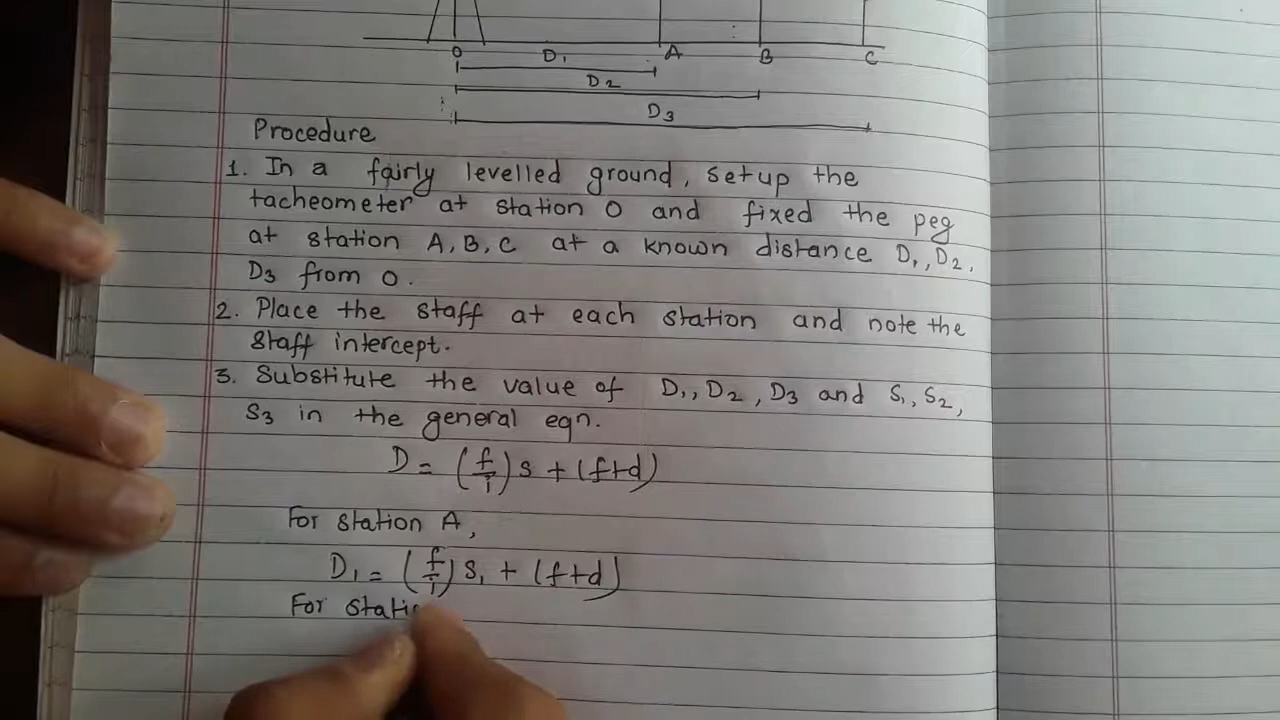 O D₁ A B C
D₂
D₃
Procedure
1. In a fairly levelled ground, setup the
tacheometer at station O and fixed the peg
at station A, B, C at a known distance D₁, D₂,
D₃ from O.
2. Place the staff at each station and note the
staff intercept.
3. Substitute the value of D₁, D₂, D₃ and S₁, S₂,
S₃ in the general eqn.
D = (f/i) s + (f+d)
For station A,
D₁ = (f/i) S₁ + (f+d)
For static